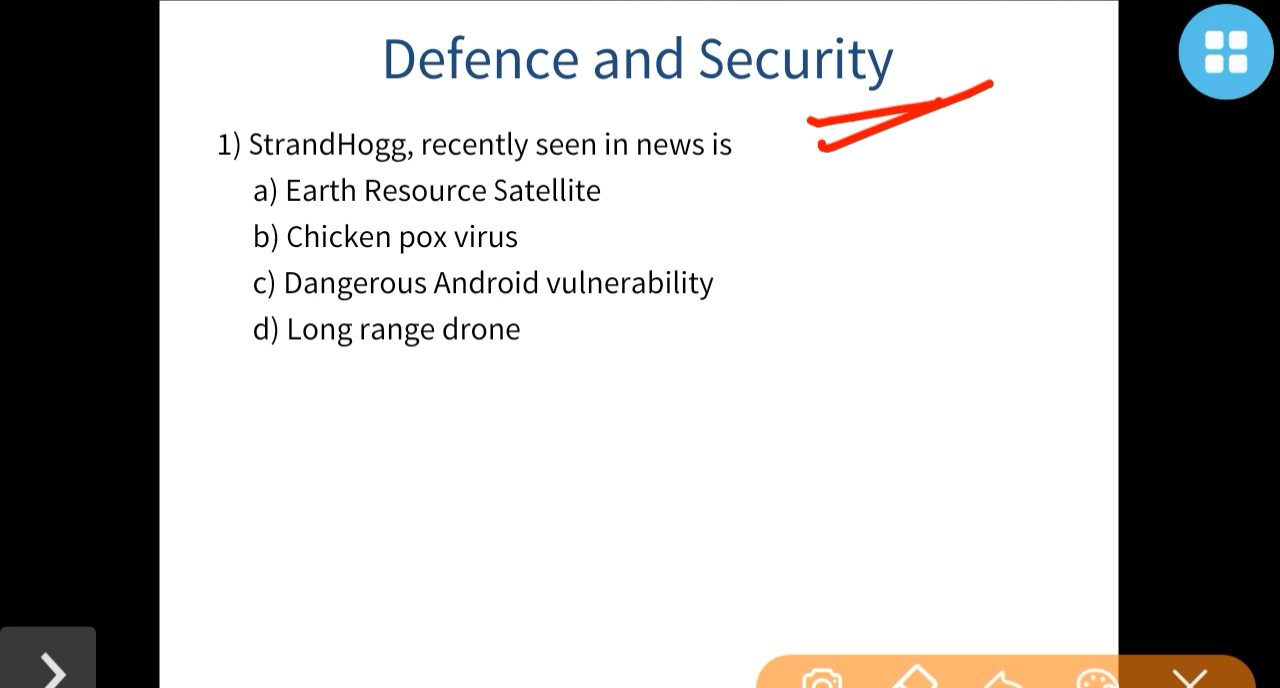 Defence and Security
1) StrandHogg, recently seen in news is
a) Earth Resource Satellite
b) Chicken pox virus
c) Dangerous Android vulnerability
d) Long range drone